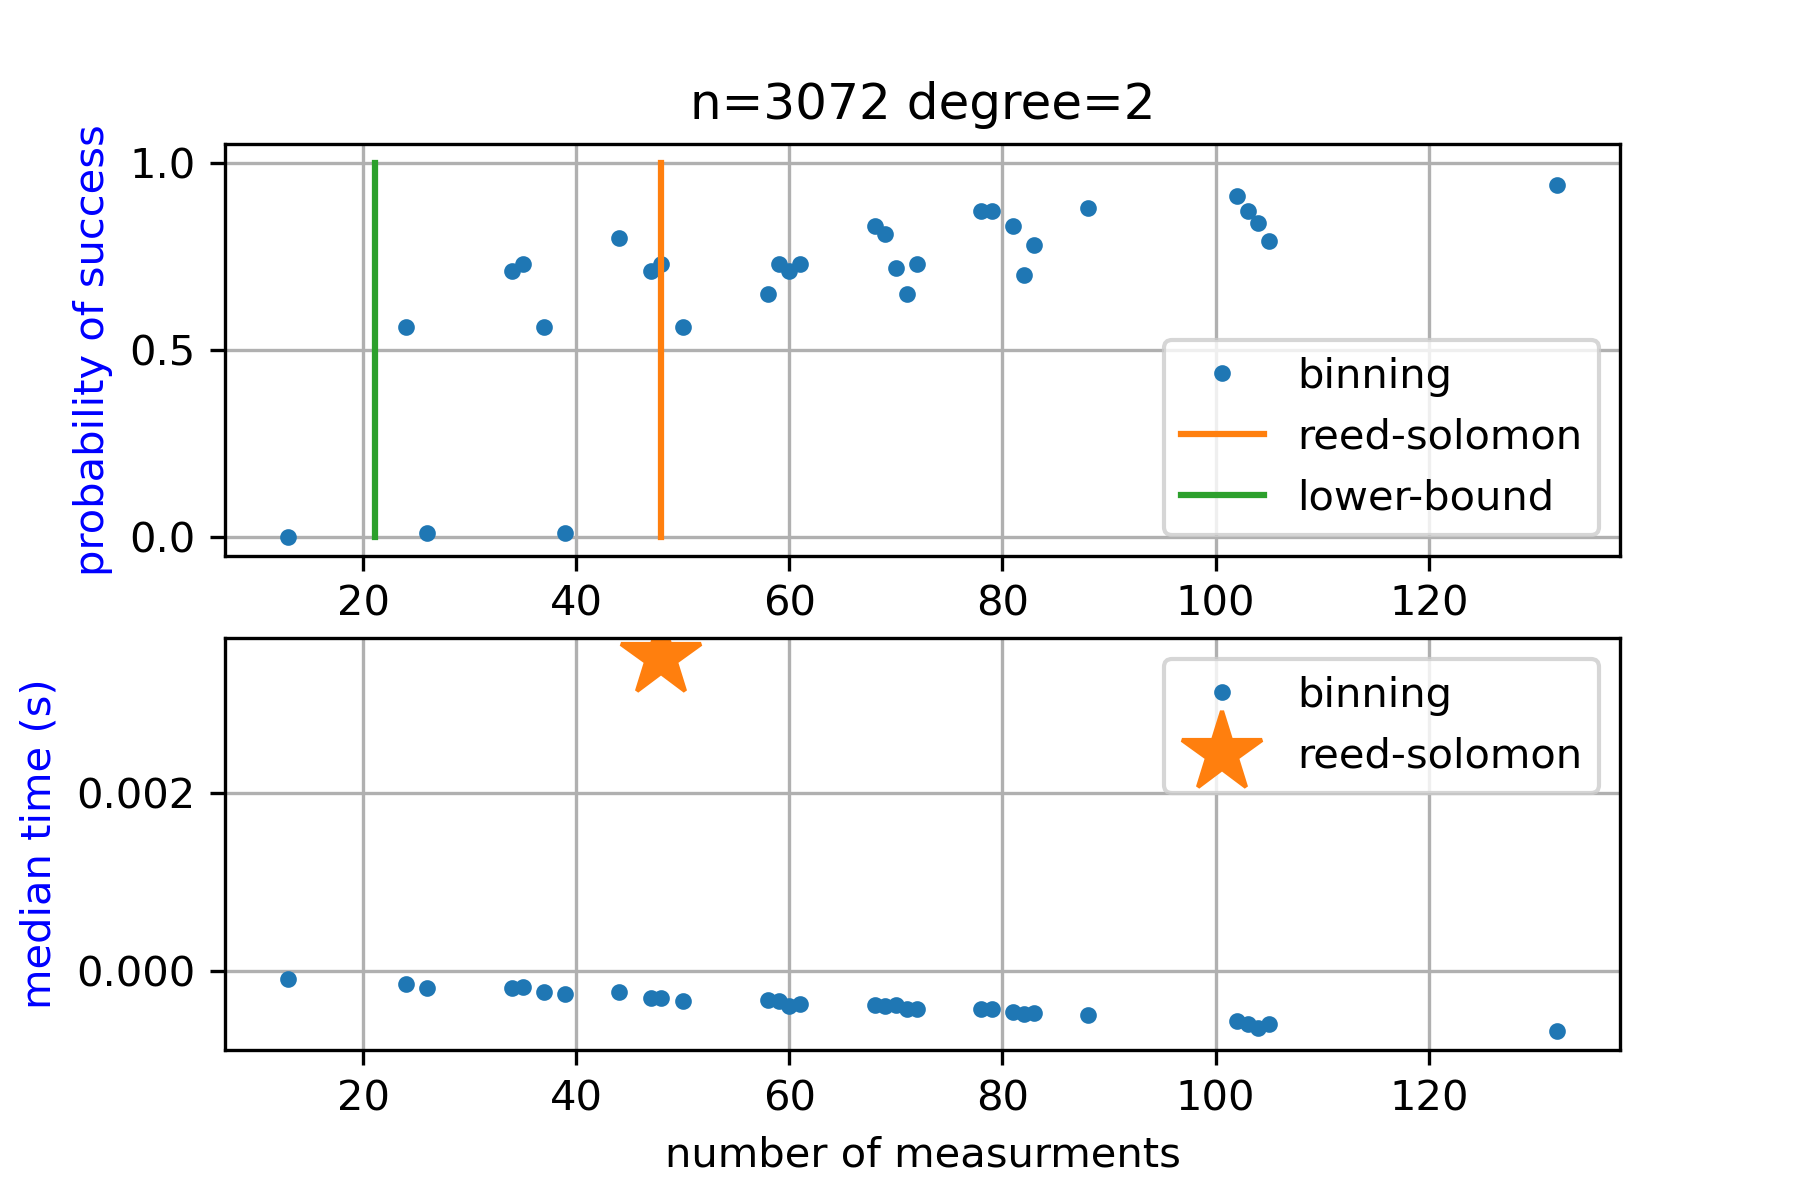 n=3072 degree=2
probability of success
1.0
0.5
0.0
binning
reed-solomon
lower-bound
20 40 60 80 100 120
median time (s)
0.002
0.000
binning
reed-solomon
20 40 60 80 100 120
number of measurments